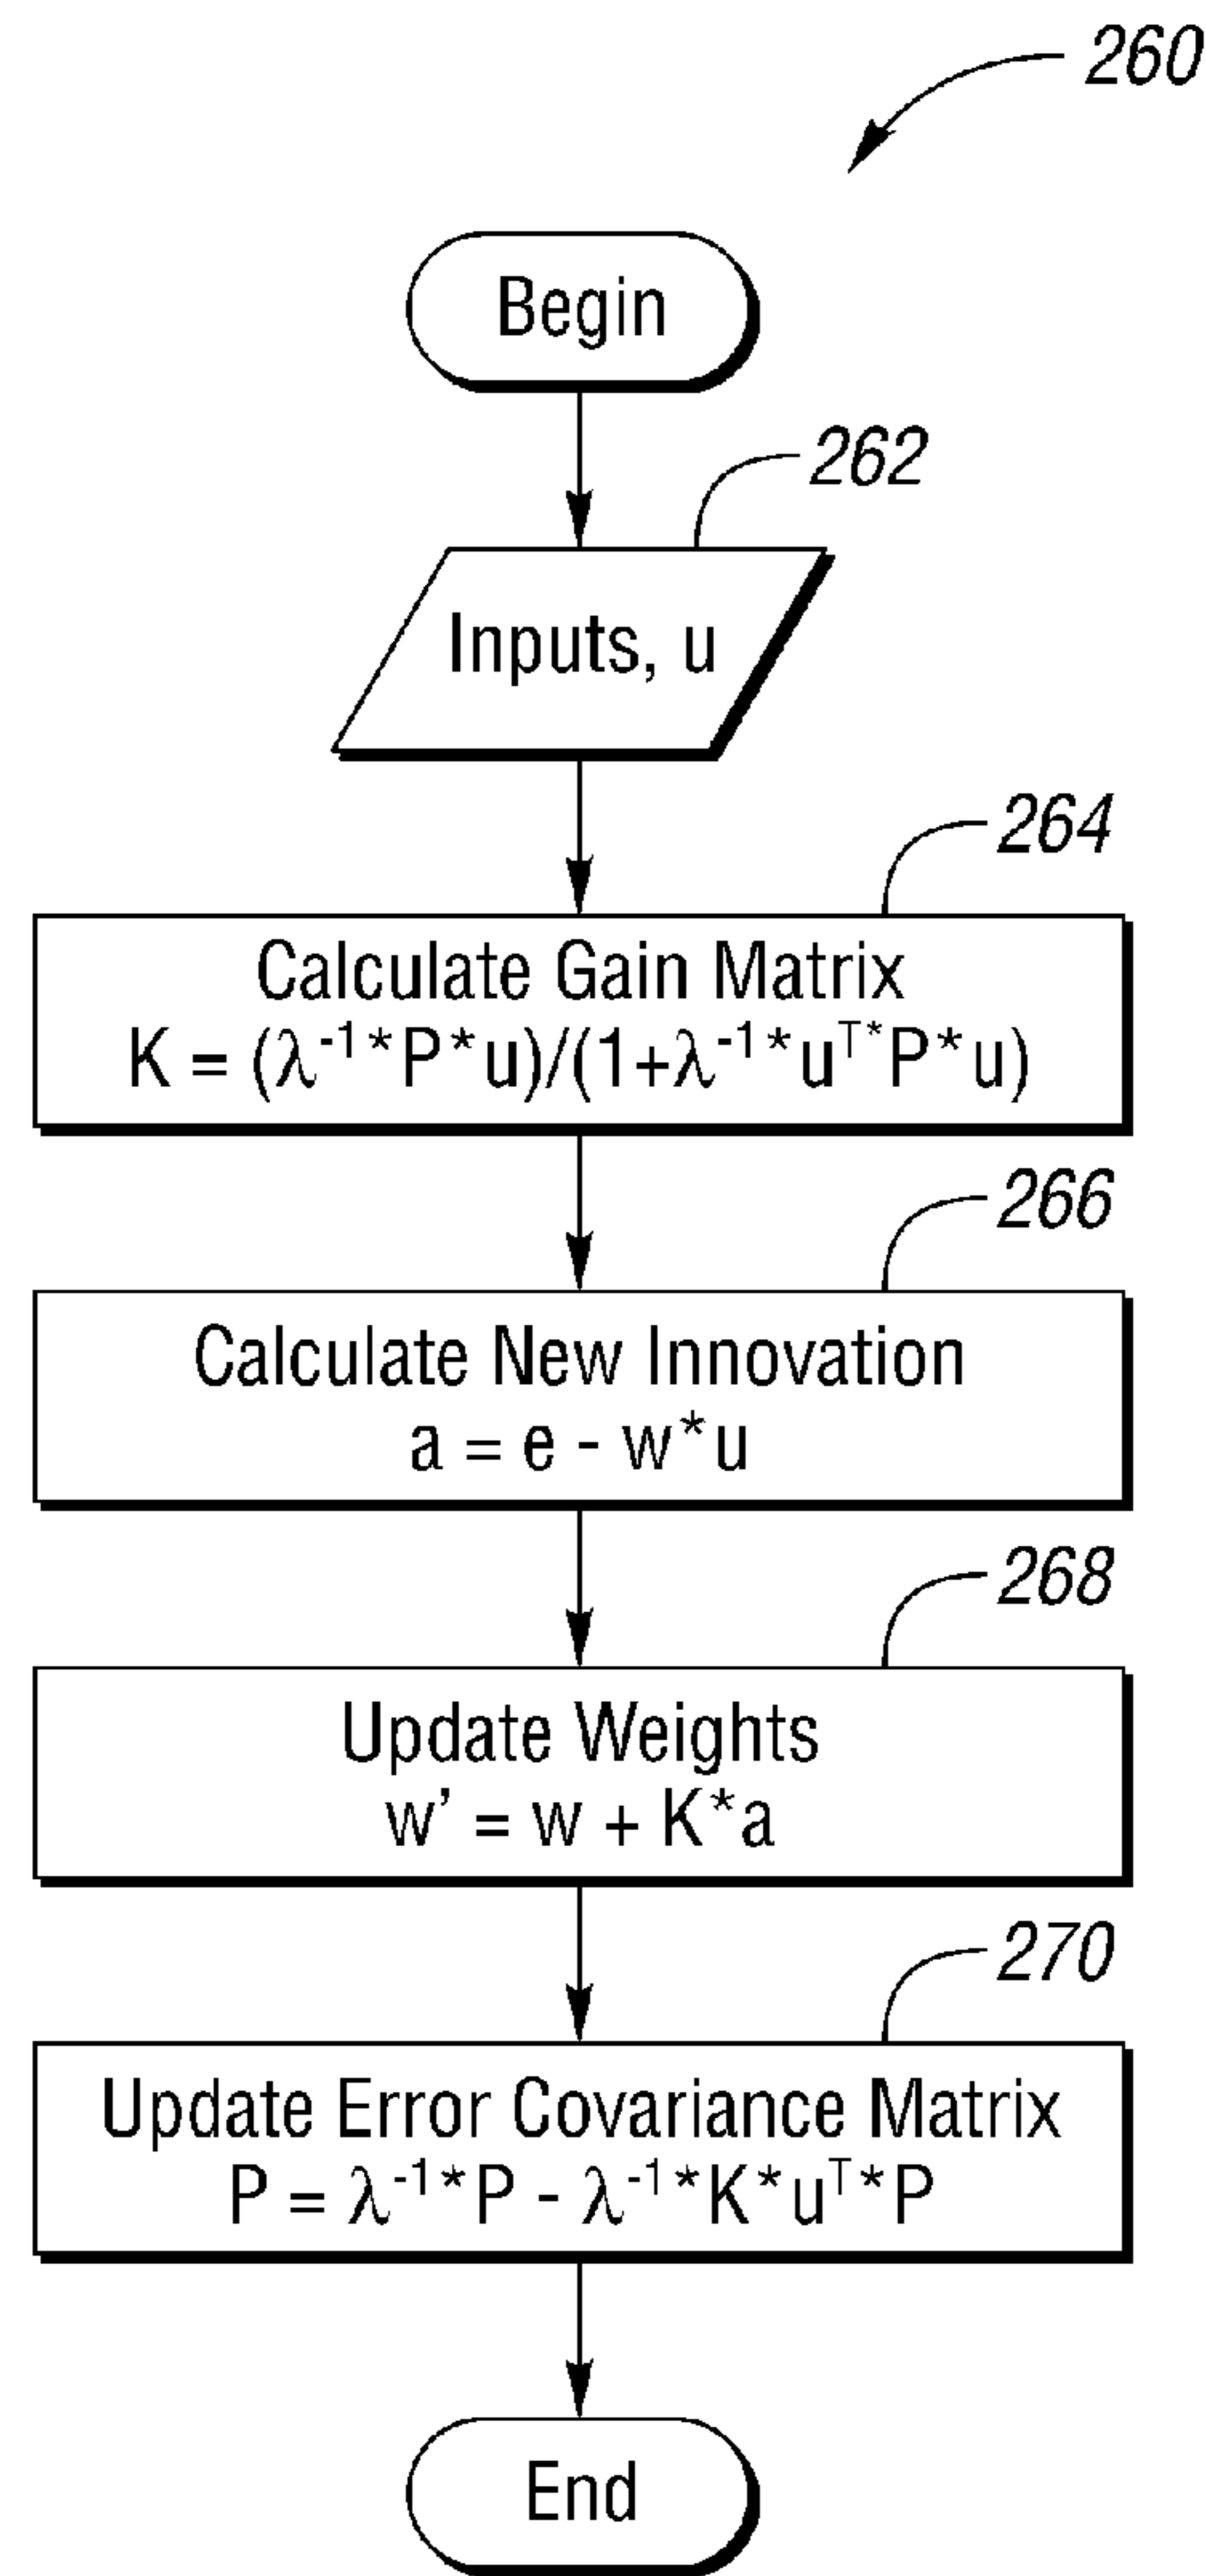 260
Begin
262
Inputs, u
264
Calculate Gain Matrix
K = (λ⁻¹*P*u)/(1+λ⁻¹*uᵀ*P*u)
266
Calculate New Innovation
a = e - w*u
268
Update Weights
w' = w + K*a
270
Update Error Covariance Matrix
P = λ⁻¹*P - λ⁻¹*K*uᵀ*P
End